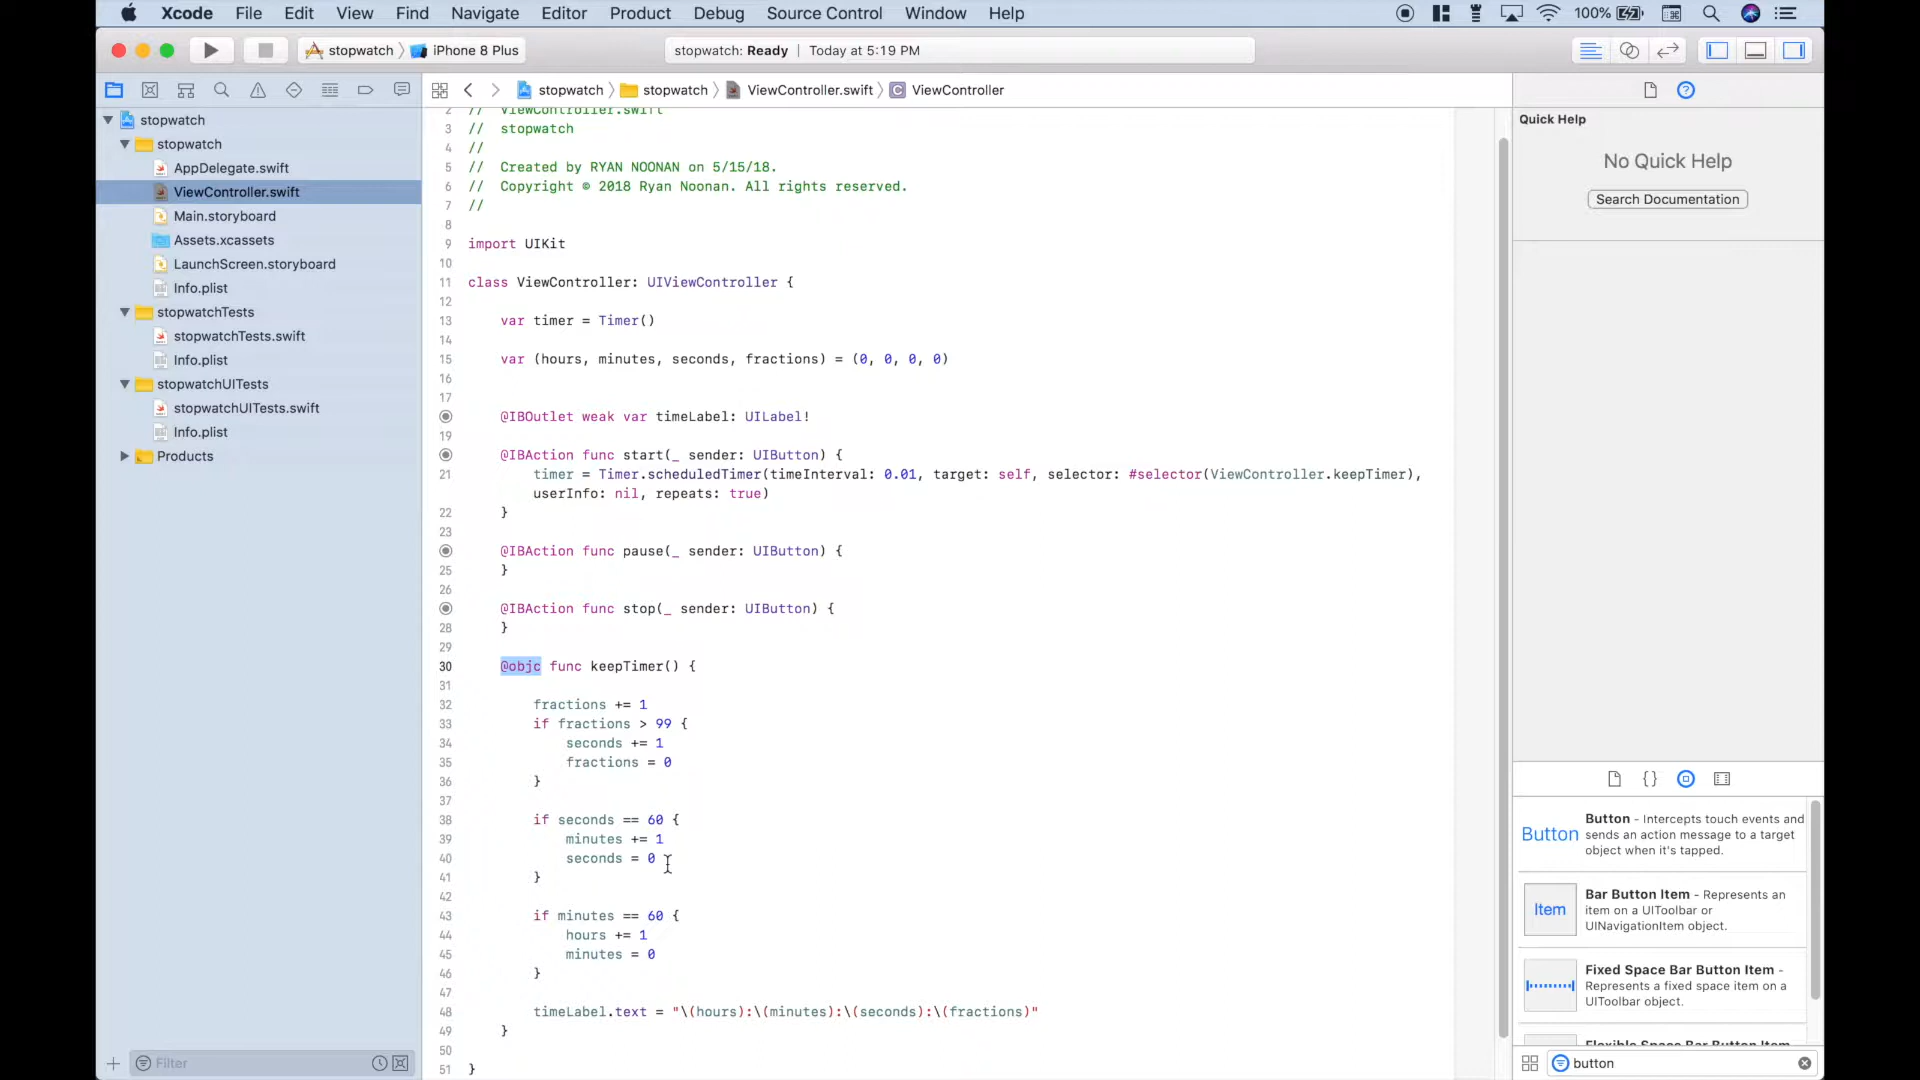 Xcode File Edit View Find Navigate Editor Product Debug Source Control Window Help 100%
stopwatch iPhone 8 Plus stopwatch: Ready | Today at 5:19 PM
stopwatch stopwatch ViewController.swift C ViewController
stopwatch
stopwatch
AppDelegate.swift
ViewController.swift
Main.storyboard
Assets.xcassets
LaunchScreen.storyboard
Info.plist
stopwatchTests
stopwatchTests.swift
Info.plist
stopwatchUITests
stopwatchUITests.swift
Info.plist
Products
Filter
2 // ViewController.swift
3 // stopwatch
4 //
5 // Created by RYAN NOONAN on 5/15/18.
6 // Copyright © 2018 Ryan Noonan. All rights reserved.
7 //
8
9 import UIKit
10
11 class ViewController: UIViewController {
12
13 var timer = Timer()
14
15 var (hours, minutes, seconds, fractions) = (0, 0, 0, 0)
16
17
@IBOutlet weak var timeLabel: UILabel!
19
@IBAction func start(_ sender: UIButton) {
21 timer = Timer.scheduledTimer(timeInterval: 0.01, target: self, selector: #selector(ViewController.keepTimer),
userInfo: nil, repeats: true)
22 }
23
@IBAction func pause(_ sender: UIButton) {
25 }
26
@IBAction func stop(_ sender: UIButton) {
28 }
29
30 @objc func keepTimer() {
31
32 fractions += 1
33 if fractions > 99 {
34 seconds += 1
35 fractions = 0
36 }
37
38 if seconds == 60 {
39 minutes += 1
40 seconds = 0
41 }
42
43 if minutes == 60 {
44 hours += 1
45 minutes = 0
46 }
47
48 timeLabel.text = "\(hours):\(minutes):\(seconds):\(fractions)"
49 }
50
51 }
Quick Help
No Quick Help
Search Documentation
{}
Button
Button - Intercepts touch events and
sends an action message to a target
object when it's tapped.
Item
Bar Button Item - Represents an
item on a UIToolbar or
UINavigationItem object.
Fixed Space Bar Button Item -
Represents a fixed space item on a
UIToolbar object.
Flexible Space Bar Button Item
button